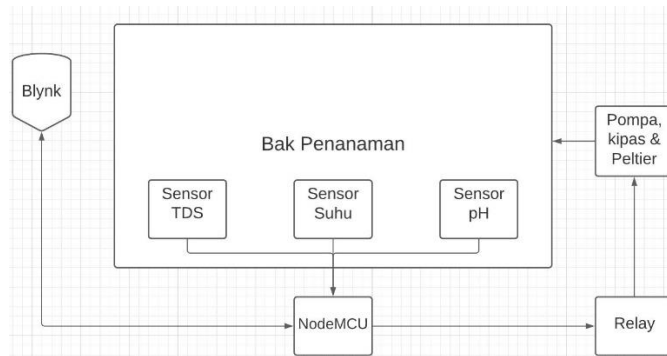 Blynk
Bak Penanaman
Pompa,
kipas &
Peltier
Sensor
TDS
Sensor
Suhu
Sensor
pH
NodeMCU
Relay